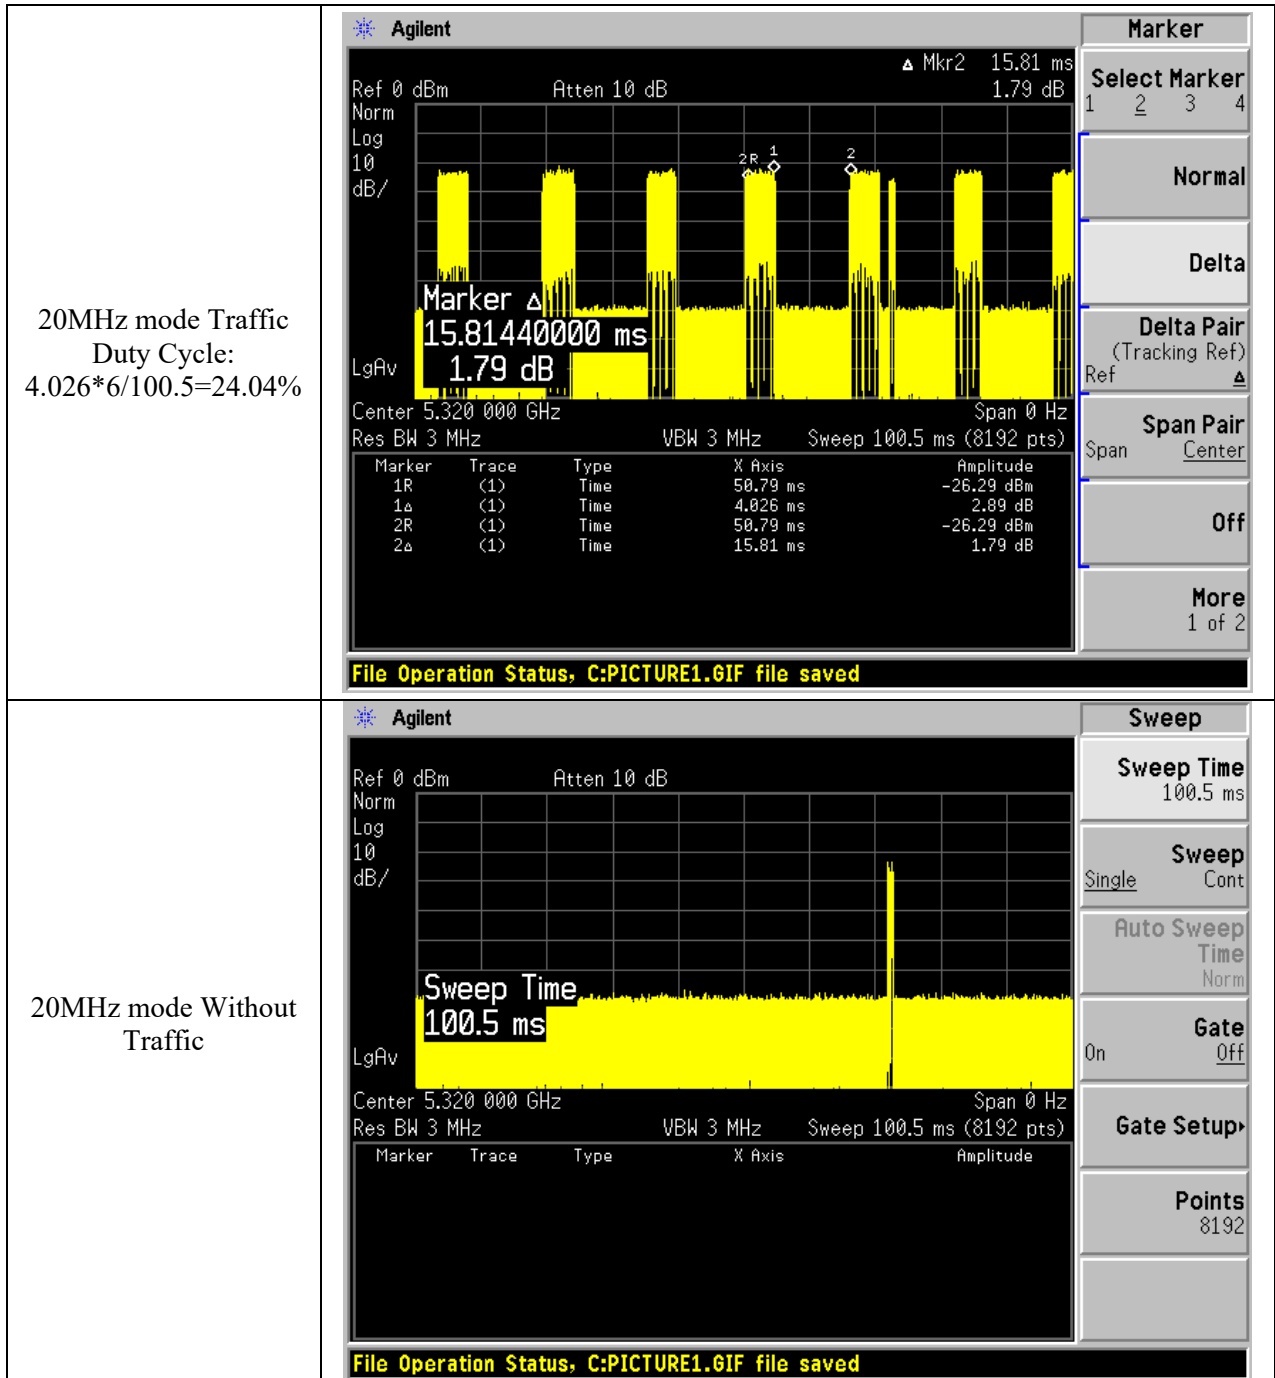 20MHz mode Traffic
Duty Cycle:
4.026*6/100.5=24.04%
Agilent
Marker
Δ Mkr2 15.81 ms
Ref 0 dBm Atten 10 dB 1.79 dB
Norm
Log
10
dB/
2R 1 2
Marker Δ
15.81440000 ms
1.79 dB
LgAv
Center 5.320 000 GHz Span 0 Hz
Res BW 3 MHz VBW 3 MHz Sweep 100.5 ms (8192 pts)
Marker Trace Type X Axis Amplitude
1R (1) Time 50.79 ms -26.29 dBm
1Δ (1) Time 4.026 ms 2.89 dB
2R (1) Time 50.79 ms -26.29 dBm
2Δ (1) Time 15.81 ms 1.79 dB
Select Marker
1 2 3 4
Normal
Delta
Delta Pair
(Tracking Ref)
Ref Δ
Span Pair
Span Center
Off
More
1 of 2
File Operation Status, C:PICTURE1.GIF file saved
20MHz mode Without
Traffic
Agilent
Sweep
Ref 0 dBm Atten 10 dB
Norm
Log
10
dB/
Sweep Time
100.5 ms
LgAv
Center 5.320 000 GHz Span 0 Hz
Res BW 3 MHz VBW 3 MHz Sweep 100.5 ms (8192 pts)
Marker Trace Type X Axis Amplitude
Sweep Time
100.5 ms
Sweep
Single Cont
Auto Sweep
Time
Norm
Gate
On Off
Gate Setup▸
Points
8192
File Operation Status, C:PICTURE1.GIF file saved